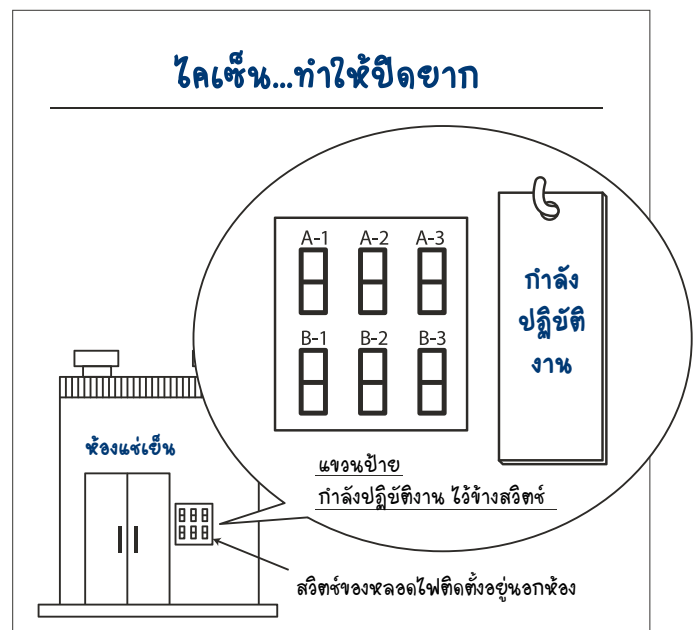 ไคเซ็น...ทำให้ปิดยาก
A-1 A-2 A-3
B-1 B-2 B-3
กำลัง
ปฏิบัติ
งาน
ห้องแช่เย็น
แขวนป้าย
กำลังปฏิบัติงาน ไว้ข้างสวิตช์
สวิตช์ของหลอดไฟติดตั้งอยู่นอกห้อง